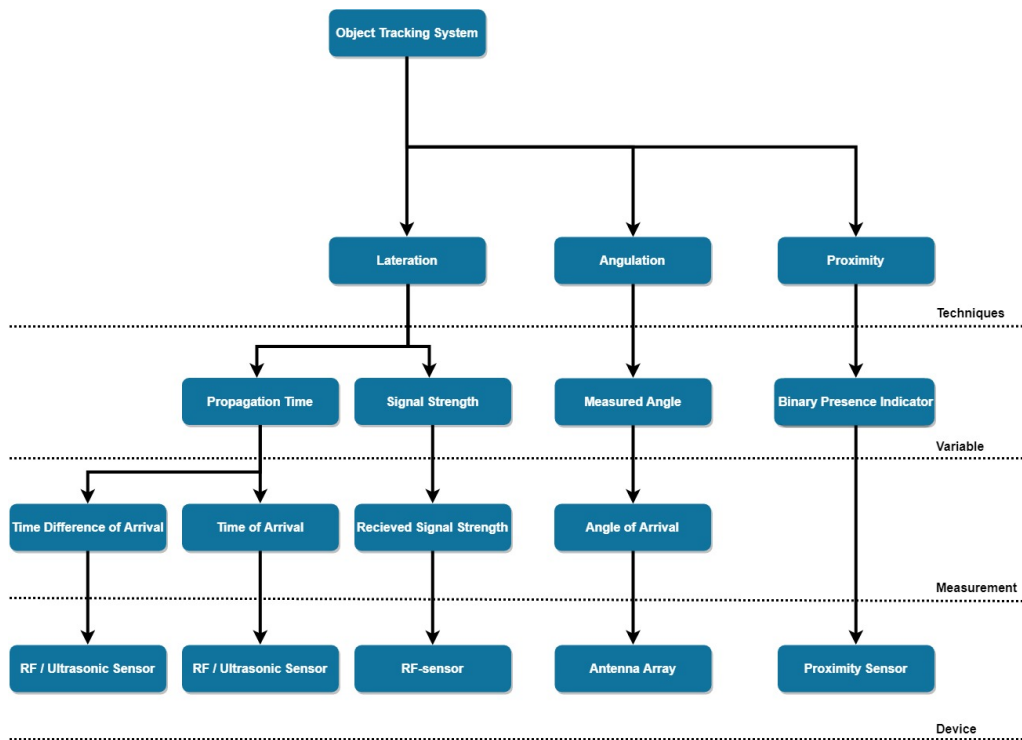 Object Tracking System
Lateration
Angulation
Proximity
Techniques
Propagation Time
Signal Strength
Measured Angle
Binary Presence Indicator
Variable
Time Difference of Arrival
Time of Arrival
Recieved Signal Strength
Angle of Arrival
Measurement
RF / Ultrasonic Sensor
RF / Ultrasonic Sensor
RF-sensor
Antenna Array
Proximity Sensor
Device